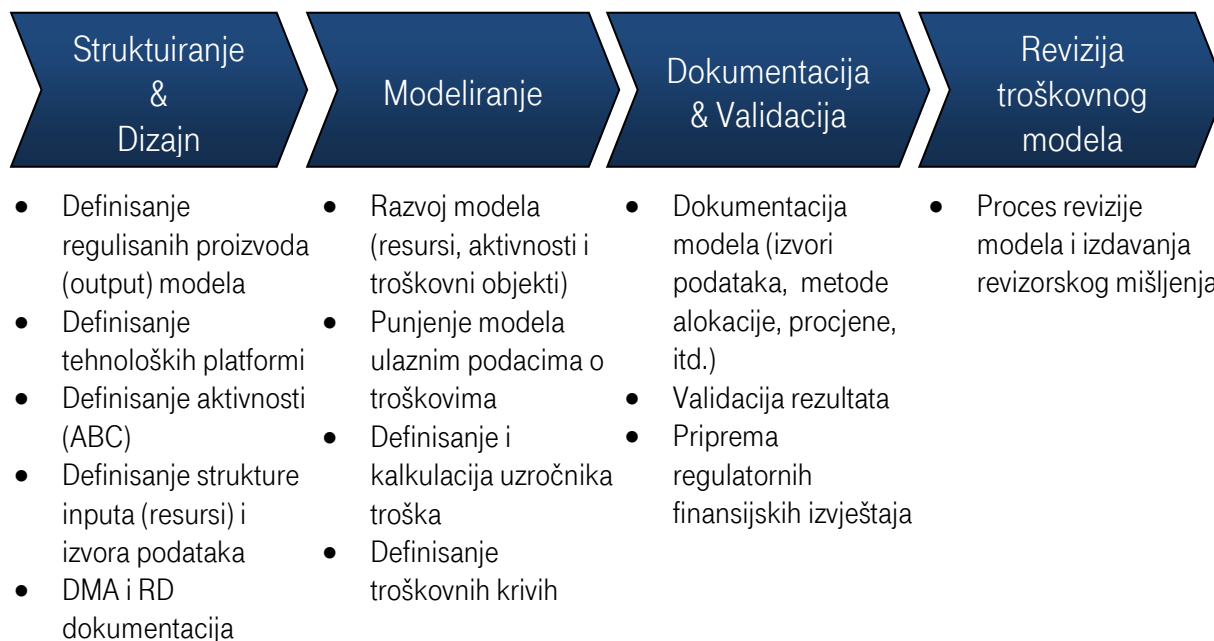 Struktuiranje
&
Dizajn
Modeliranje
Dokumentacija
& Validacija
Revizija
troškovnog
modela
• Definisanje
regulisanih proizvoda
(output) modela
• Definisanje
tehnoloških platformi
• Definisanje aktivnosti
(ABC)
• Definisanje strukture
inputa (resursi) i
izvora podataka
• DMA i RD
dokumentacija
• Razvoj modela
(resursi, aktivnosti i
troškovni objekti)
• Punjenje modela
ulaznim podacima o
troškovima
• Definisanje i
kalkulacija uzročnika
troška
• Definisanje
troškovnih krivih
• Dokumentacija
modela (izvori
podataka, metode
alokacije, procjene,
itd.)
• Validacija rezultata
• Priprema
regulatornih
finansijskih izvještaja
• Proces revizije
modela i izdavanja
revizorskog mišljenja